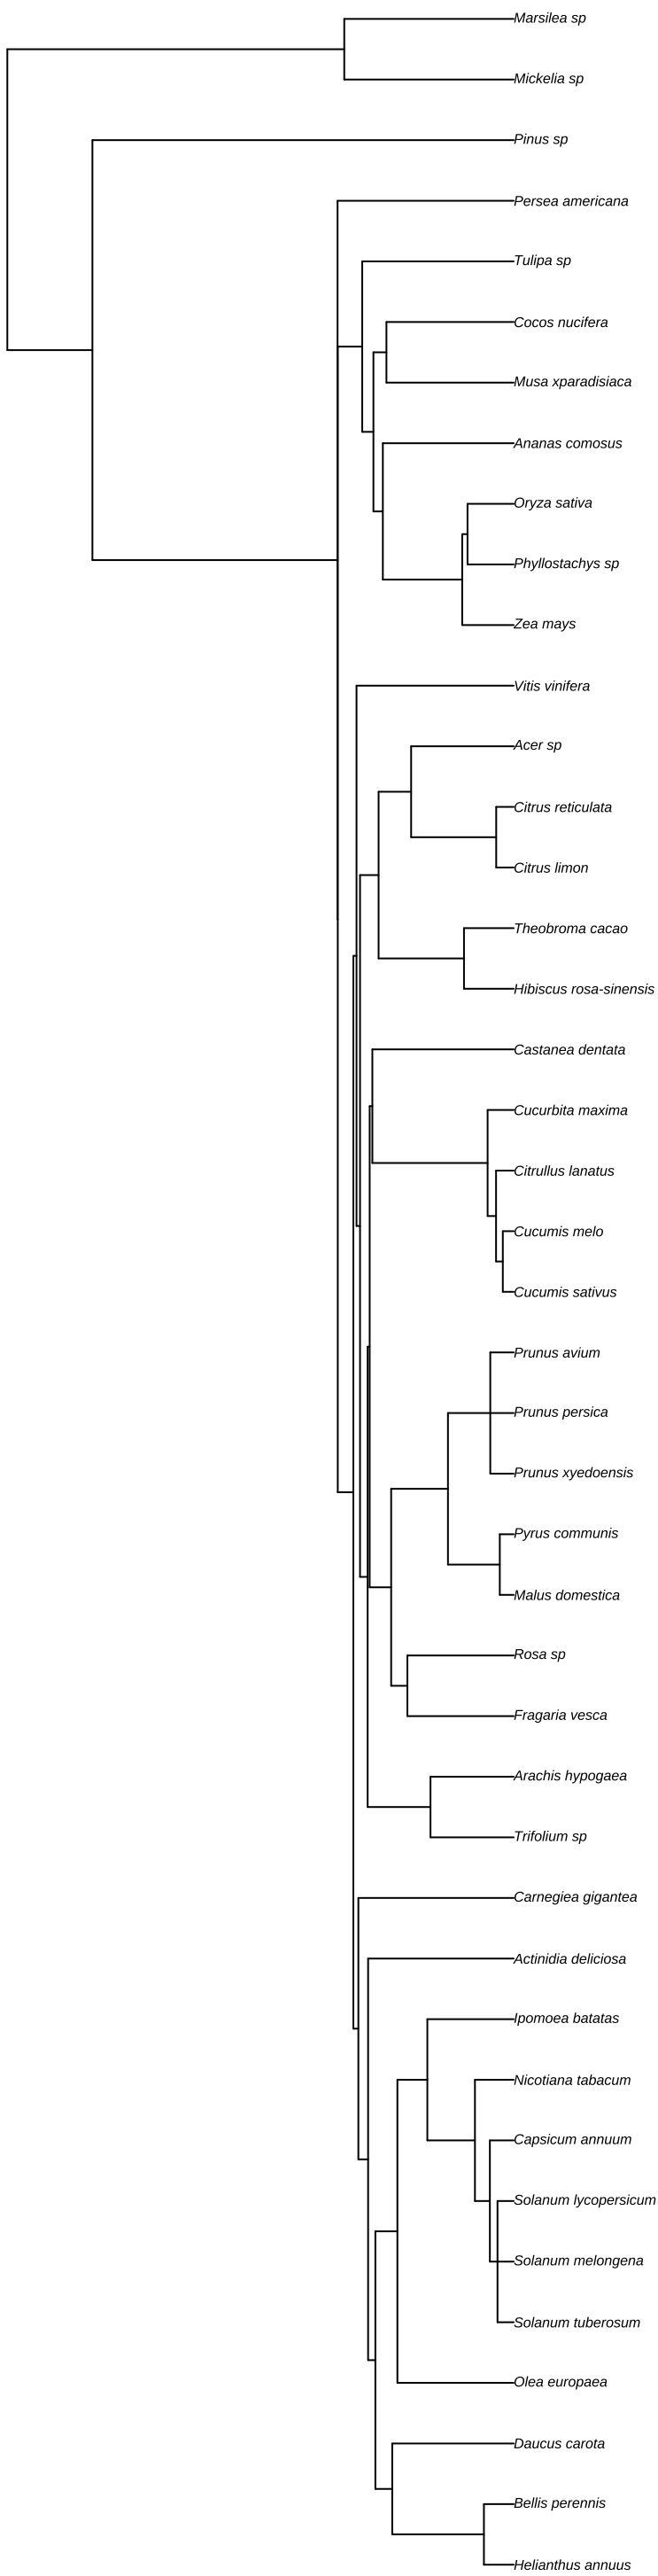 Marsilea sp
Mickelia sp
Pinus sp
Persea americana
Tulipa sp
Cocos nucifera
Musa xparadisiaca
Ananas comosus
Oryza sativa
Phyllostachys sp
Zea mays
Vitis vinifera
Acer sp
Citrus reticulata
Citrus limon
Theobroma cacao
Hibiscus rosa-sinensis
Castanea dentata
Cucurbita maxima
Citrullus lanatus
Cucumis melo
Cucumis sativus
Prunus avium
Prunus persica
Prunus xyedoensis
Pyrus communis
Malus domestica
Rosa sp
Fragaria vesca
Arachis hypogaea
Trifolium sp
Carnegiea gigantea
Actinidia deliciosa
Ipomoea batatas
Nicotiana tabacum
Capsicum annuum
Solanum lycopersicum
Solanum melongena
Solanum tuberosum
Olea europaea
Daucus carota
Bellis perennis
Helianthus annuus